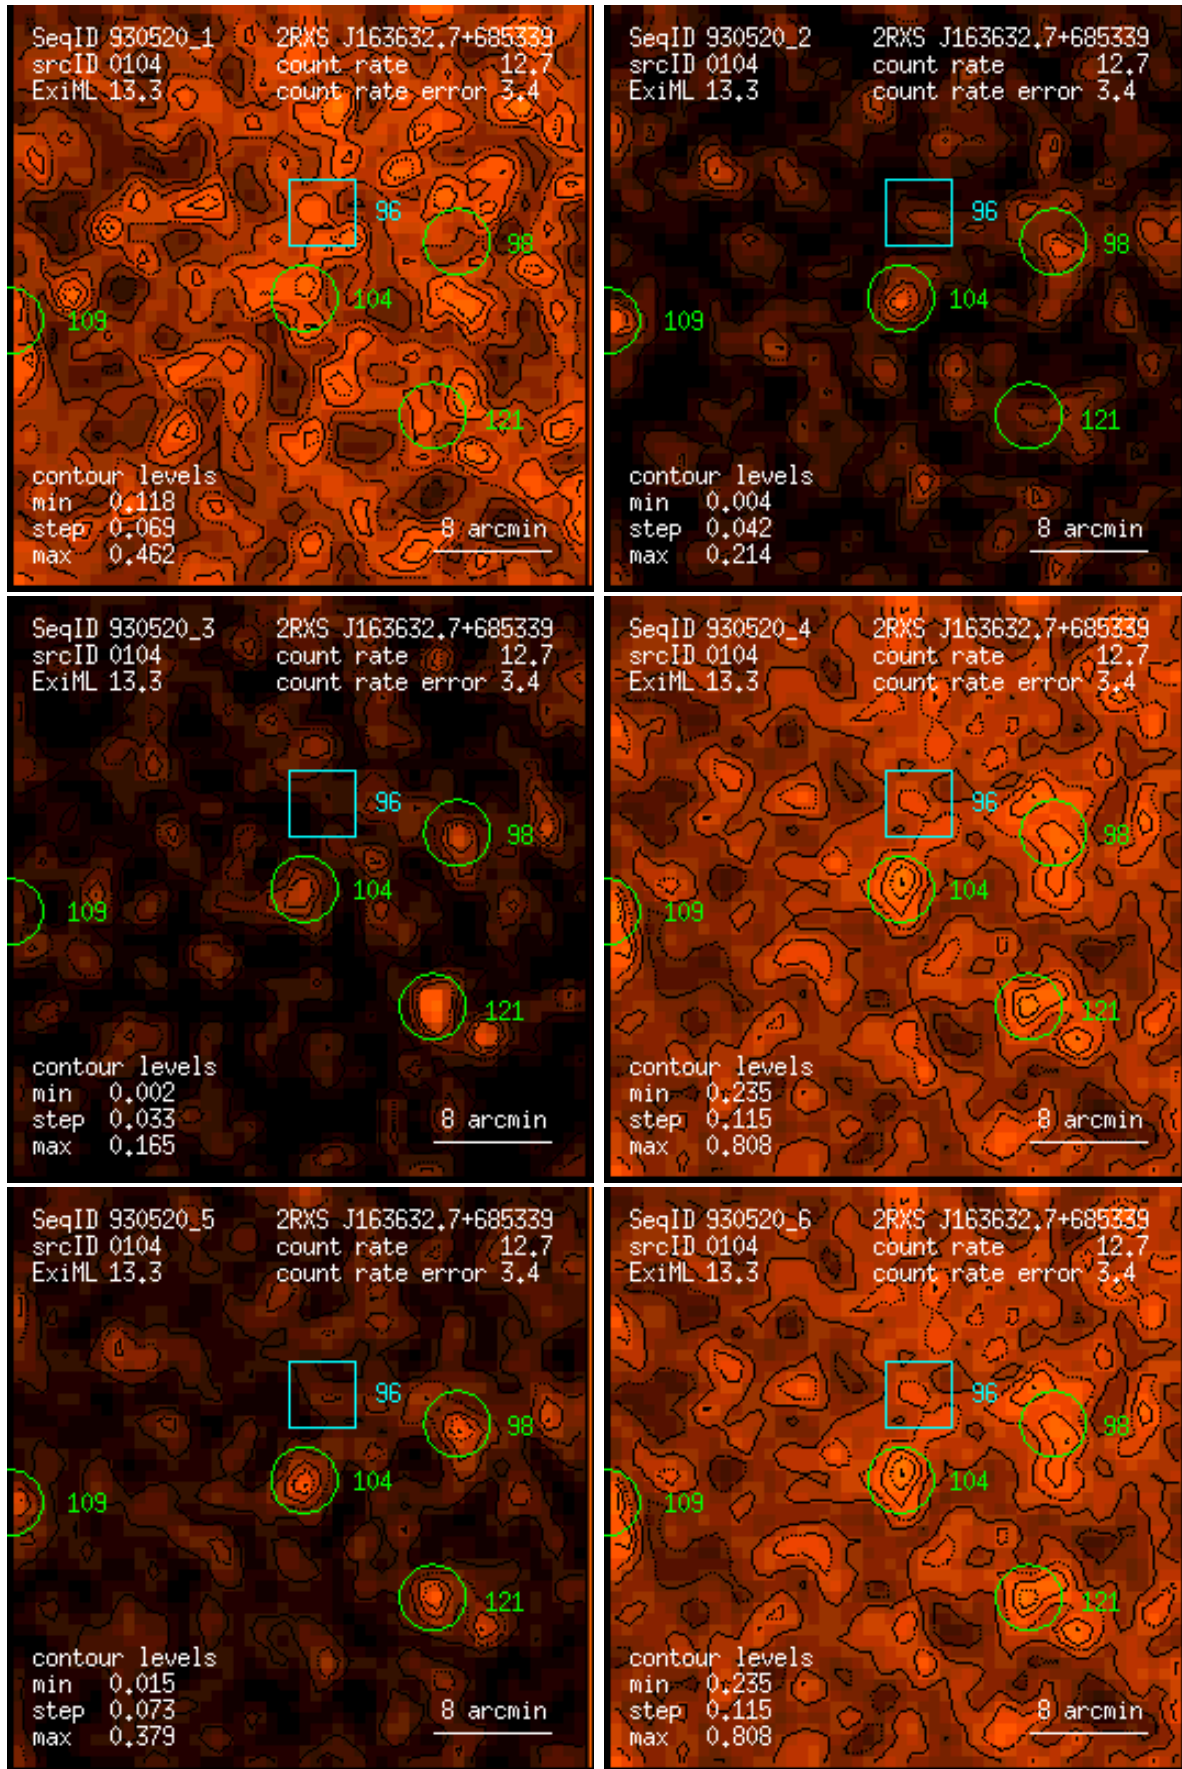 SeqID 930520_1 2RXS J163632.7+685339
srcID 0104 count rate 12.7
ExiML 13.3 count rate error 3.4
96
98
104
109
121
contour levels
min 0.118
step 0.069 8 arcmin
max 0.462
SeqID 930520_2 2RXS J163632.7+685339
srcID 0104 count rate 12.7
ExiML 13.3 count rate error 3.4
96
98
104
109
121
contour levels
min 0.004
step 0.042 8 arcmin
max 0.214
SeqID 930520_3 2RXS J163632.7+685339
srcID 0104 count rate 12.7
ExiML 13.3 count rate error 3.4
96
98
104
109
121
contour levels
min 0.002
step 0.033 8 arcmin
max 0.165
SeqID 930520_4 2RXS J163632.7+685339
srcID 0104 count rate 12.7
ExiML 13.3 count rate error 3.4
96
98
104
109
121
contour levels
min 0.235
step 0.115 8 arcmin
max 0.808
SeqID 930520_5 2RXS J163632.7+685339
srcID 0104 count rate 12.7
ExiML 13.3 count rate error 3.4
96
98
104
109
121
contour levels
min 0.015
step 0.073 8 arcmin
max 0.379
SeqID 930520_6 2RXS J163632.7+685339
srcID 0104 count rate 12.7
ExiML 13.3 count rate error 3.4
96
98
104
109
121
contour levels
min 0.235
step 0.115 8 arcmin
max 0.808